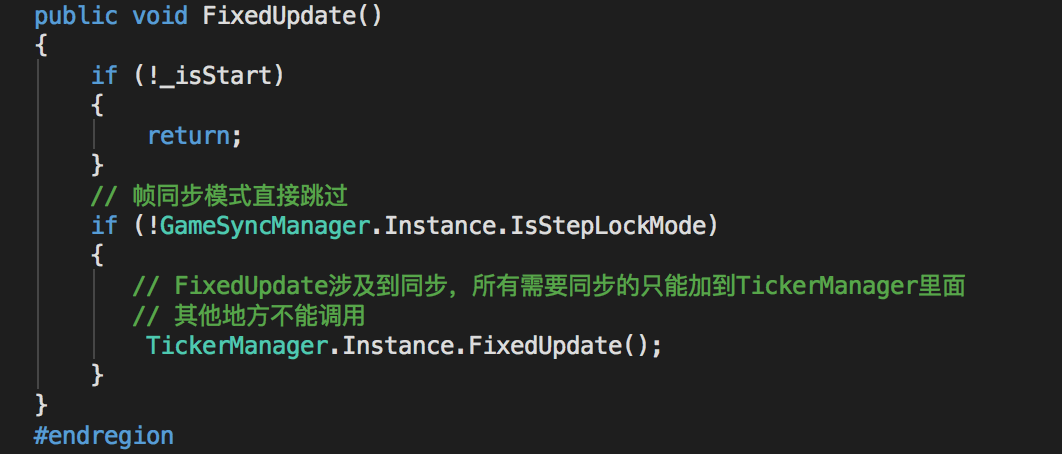 public void FixedUpdate()
{
if (!_isStart)
{
return;
}
// 帧同步模式直接跳过
if (!GameSyncManager.Instance.IsStepLockMode)
{
// FixedUpdate涉及到同步，所有需要同步的只能加到TickerManager里面
// 其他地方不能调用
TickerManager.Instance.FixedUpdate();
}
}
#endregion